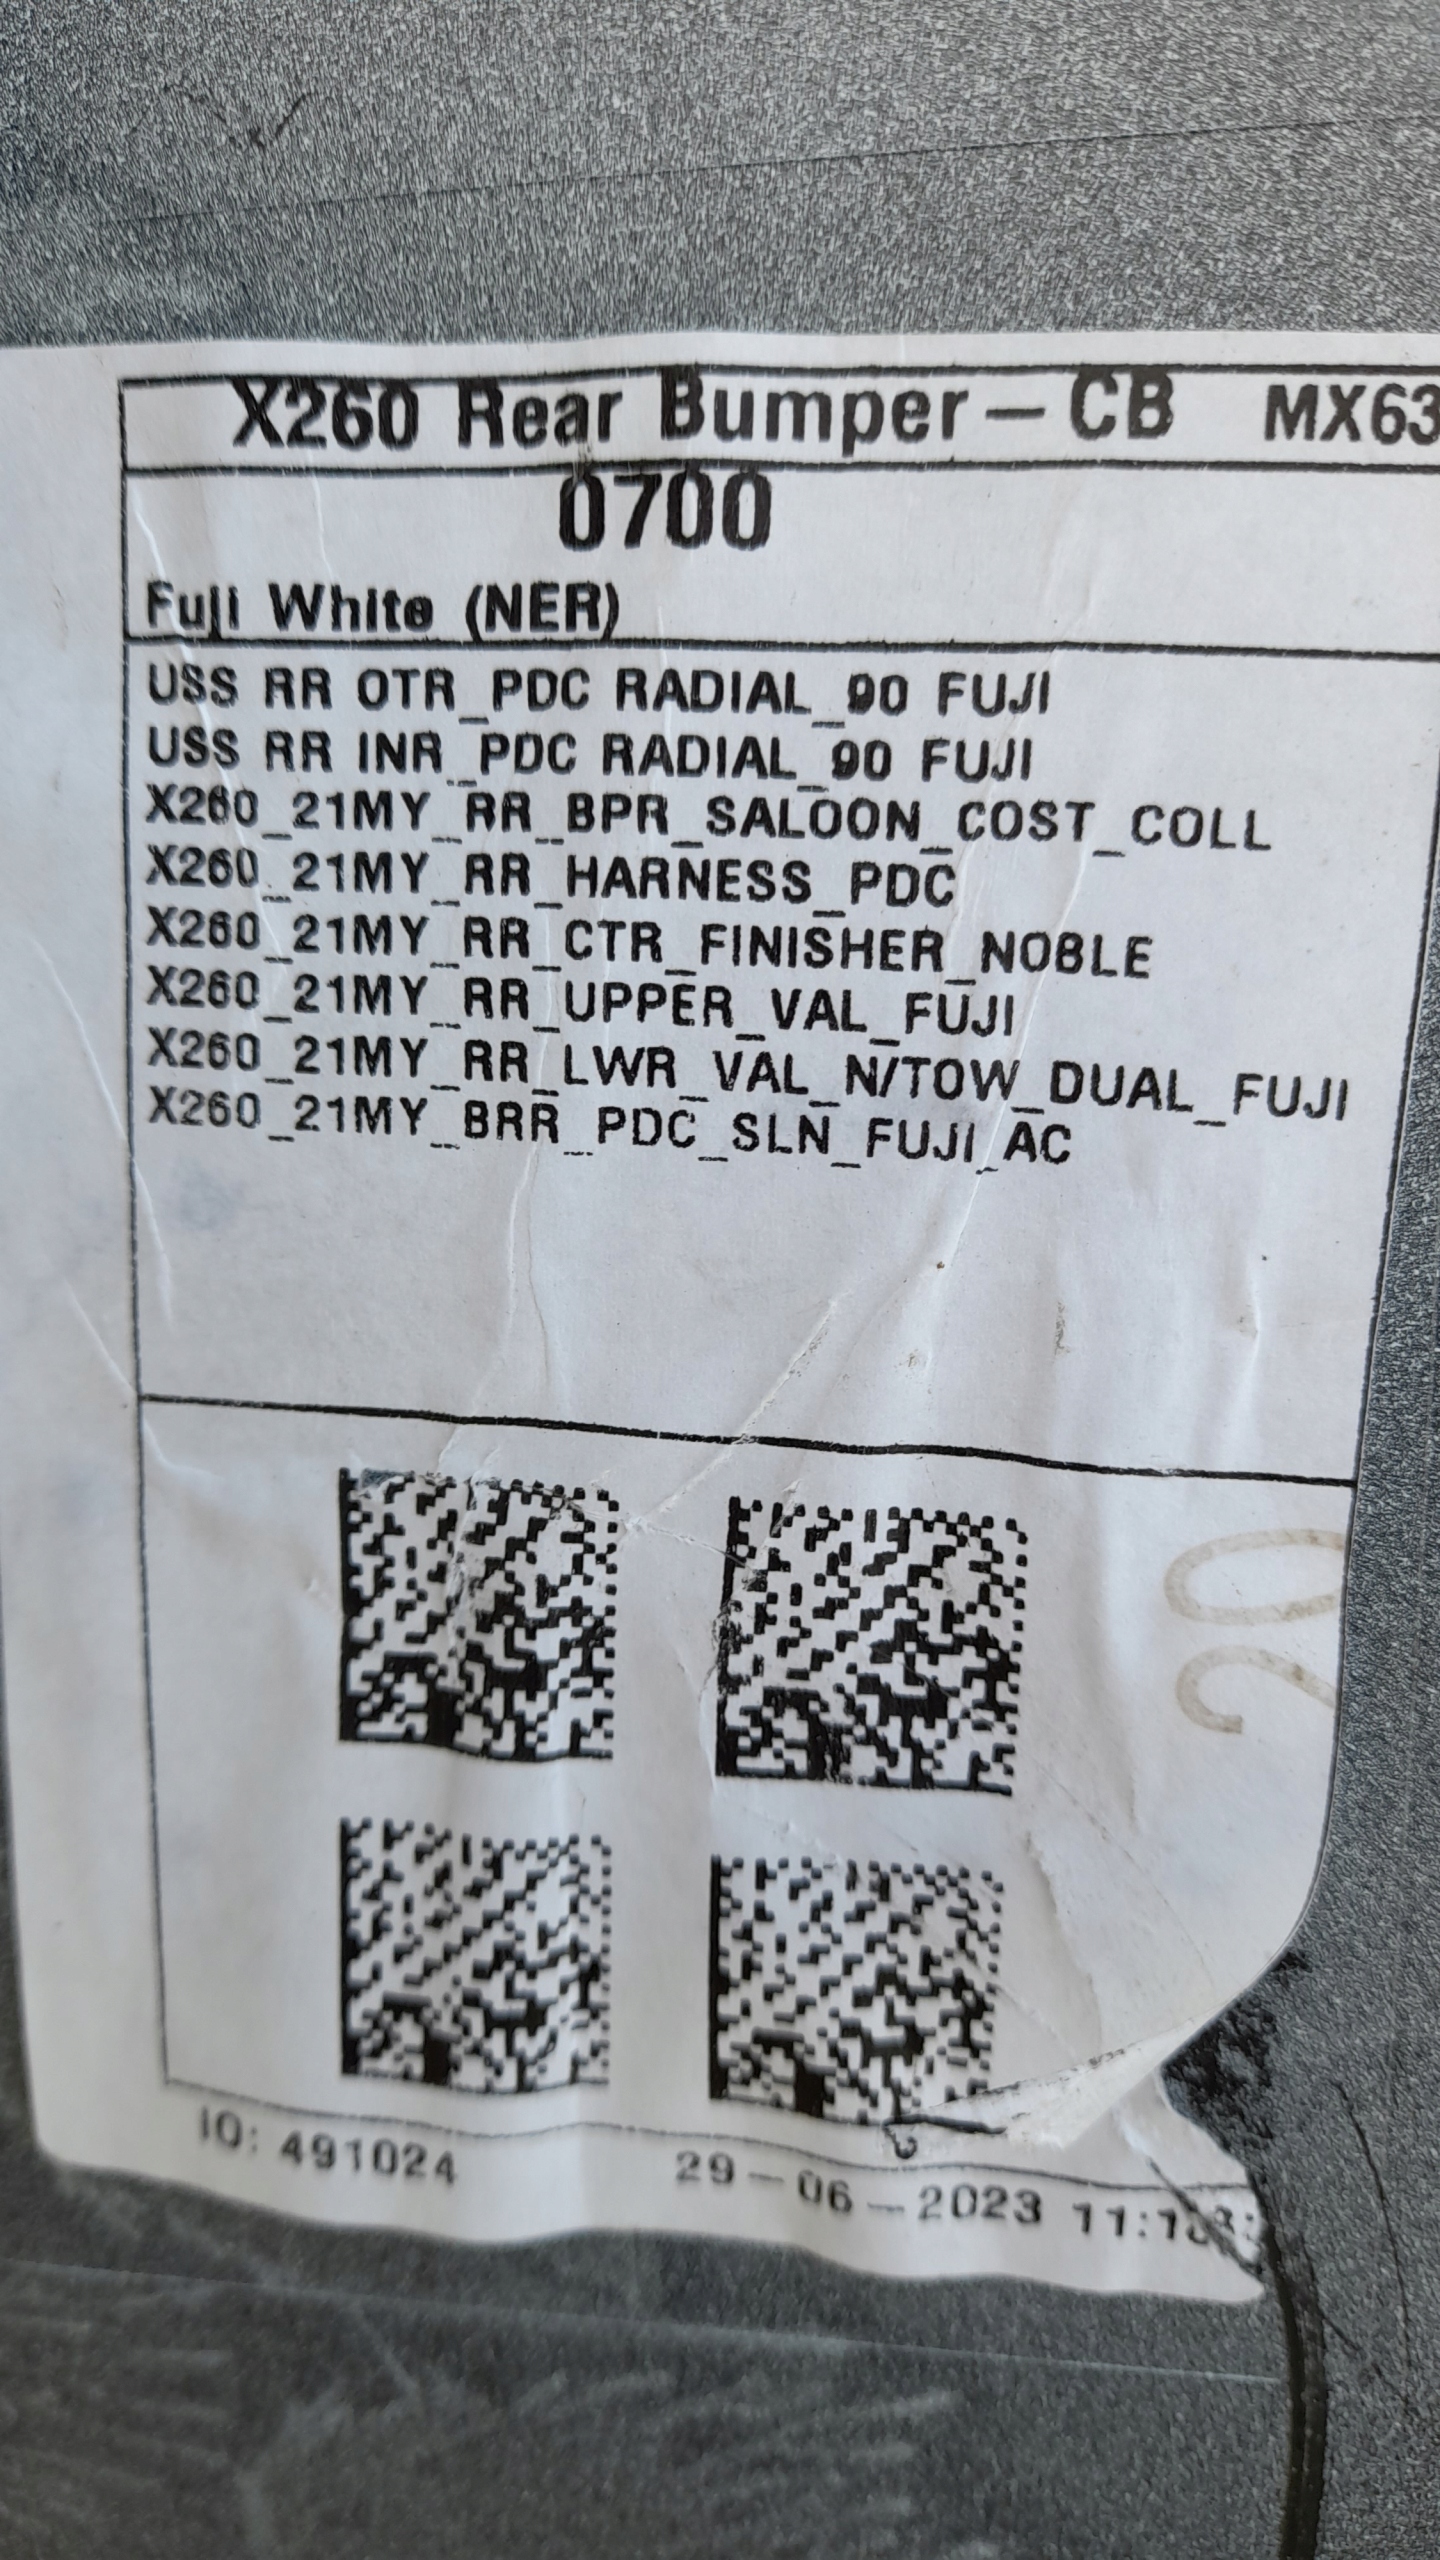 X260 Rear Bumper - CB MX63
0700
Fuji White (NER)
USS RR OTR_PDC RADIAL_90 FUJI
USS RR INR_PDC RADIAL_90 FUJI
X260_21MY_RR_BPR_SALOON_COST_COLL
X260_21MY_RR_HARNESS_PDC
X260_21MY_RR_CTR_FINISHER_NOBLE
X260_21MY_RR_UPPER_VAL_FUJI
X260_21MY_RR_LWR_VAL_N/TOW_DUAL_FUJI
X260_21MY_BRR_PDC_SLN_FUJI_AC
20
ID: 491024 29-06-2023